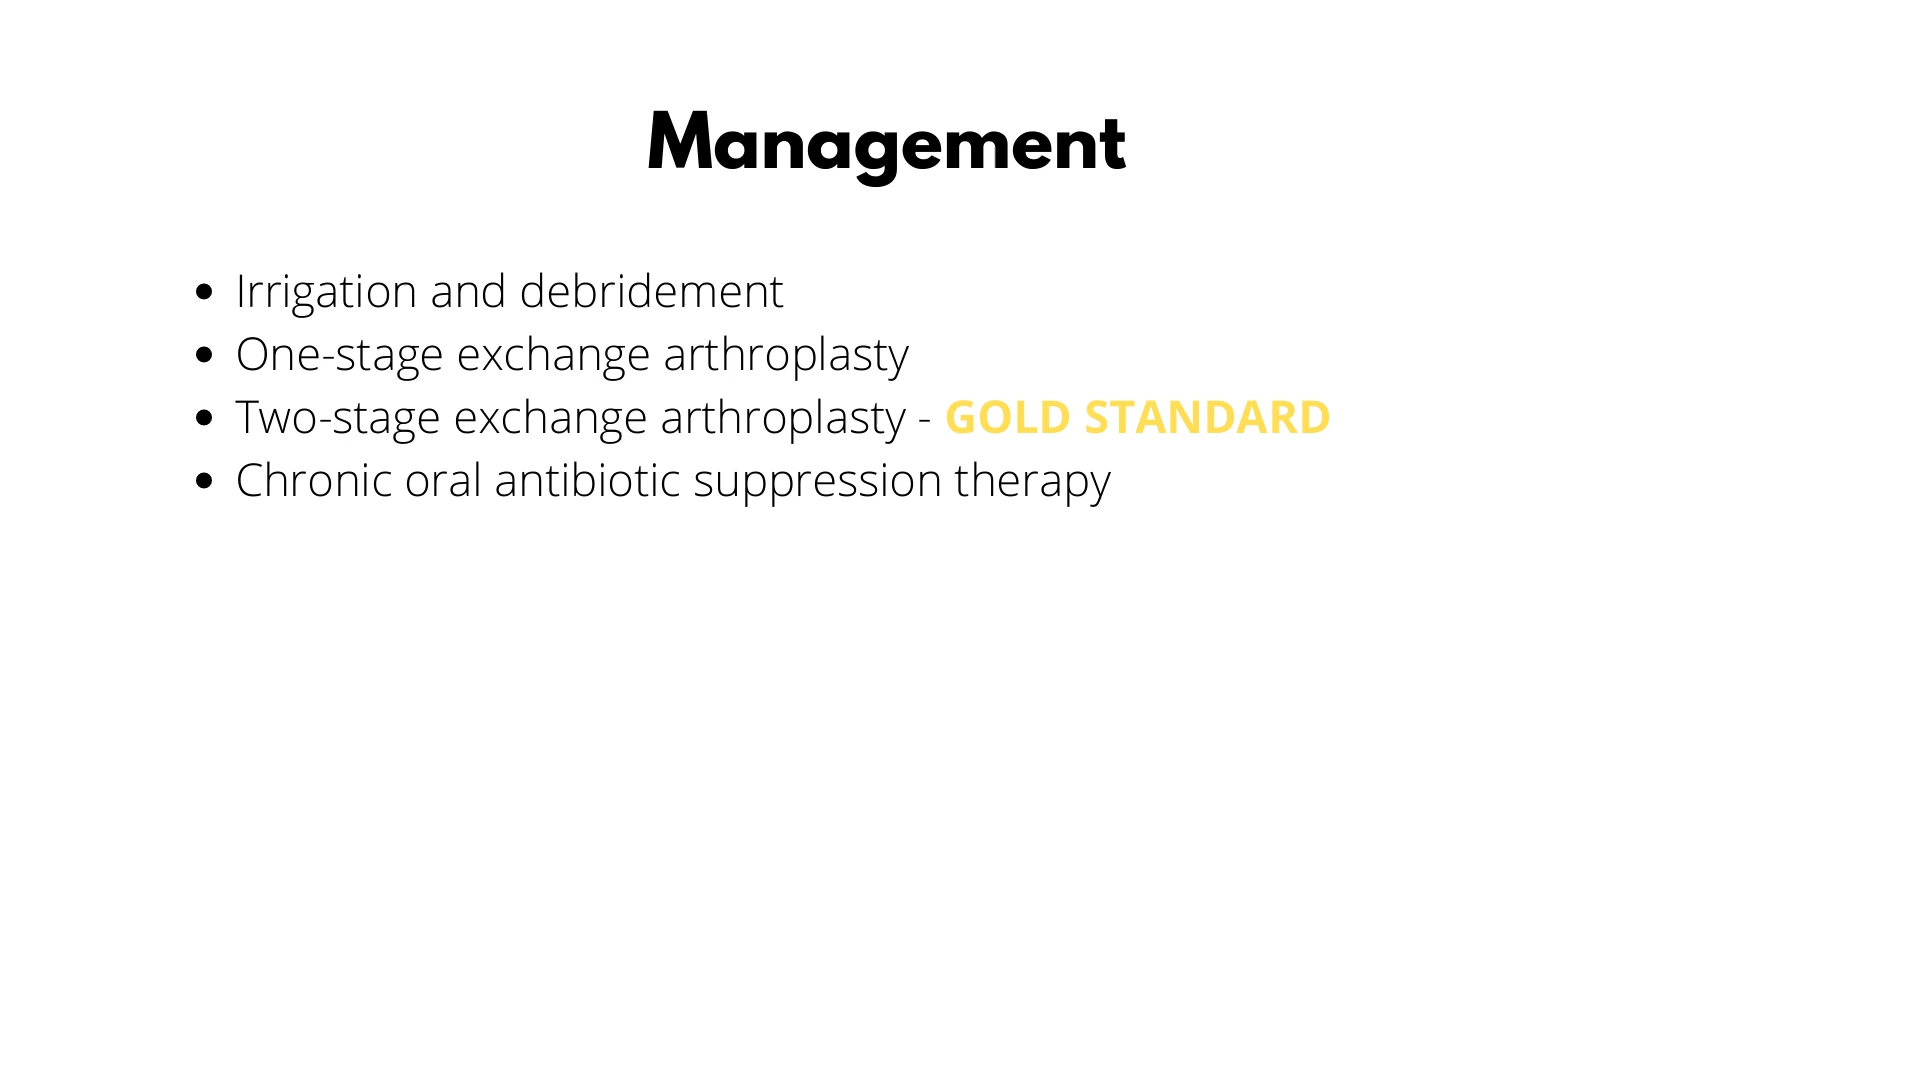 Management
• Irrigation and debridement
• One-stage exchange arthroplasty
• Two-stage exchange arthroplasty - GOLD STANDARD
• Chronic oral antibiotic suppression therapy